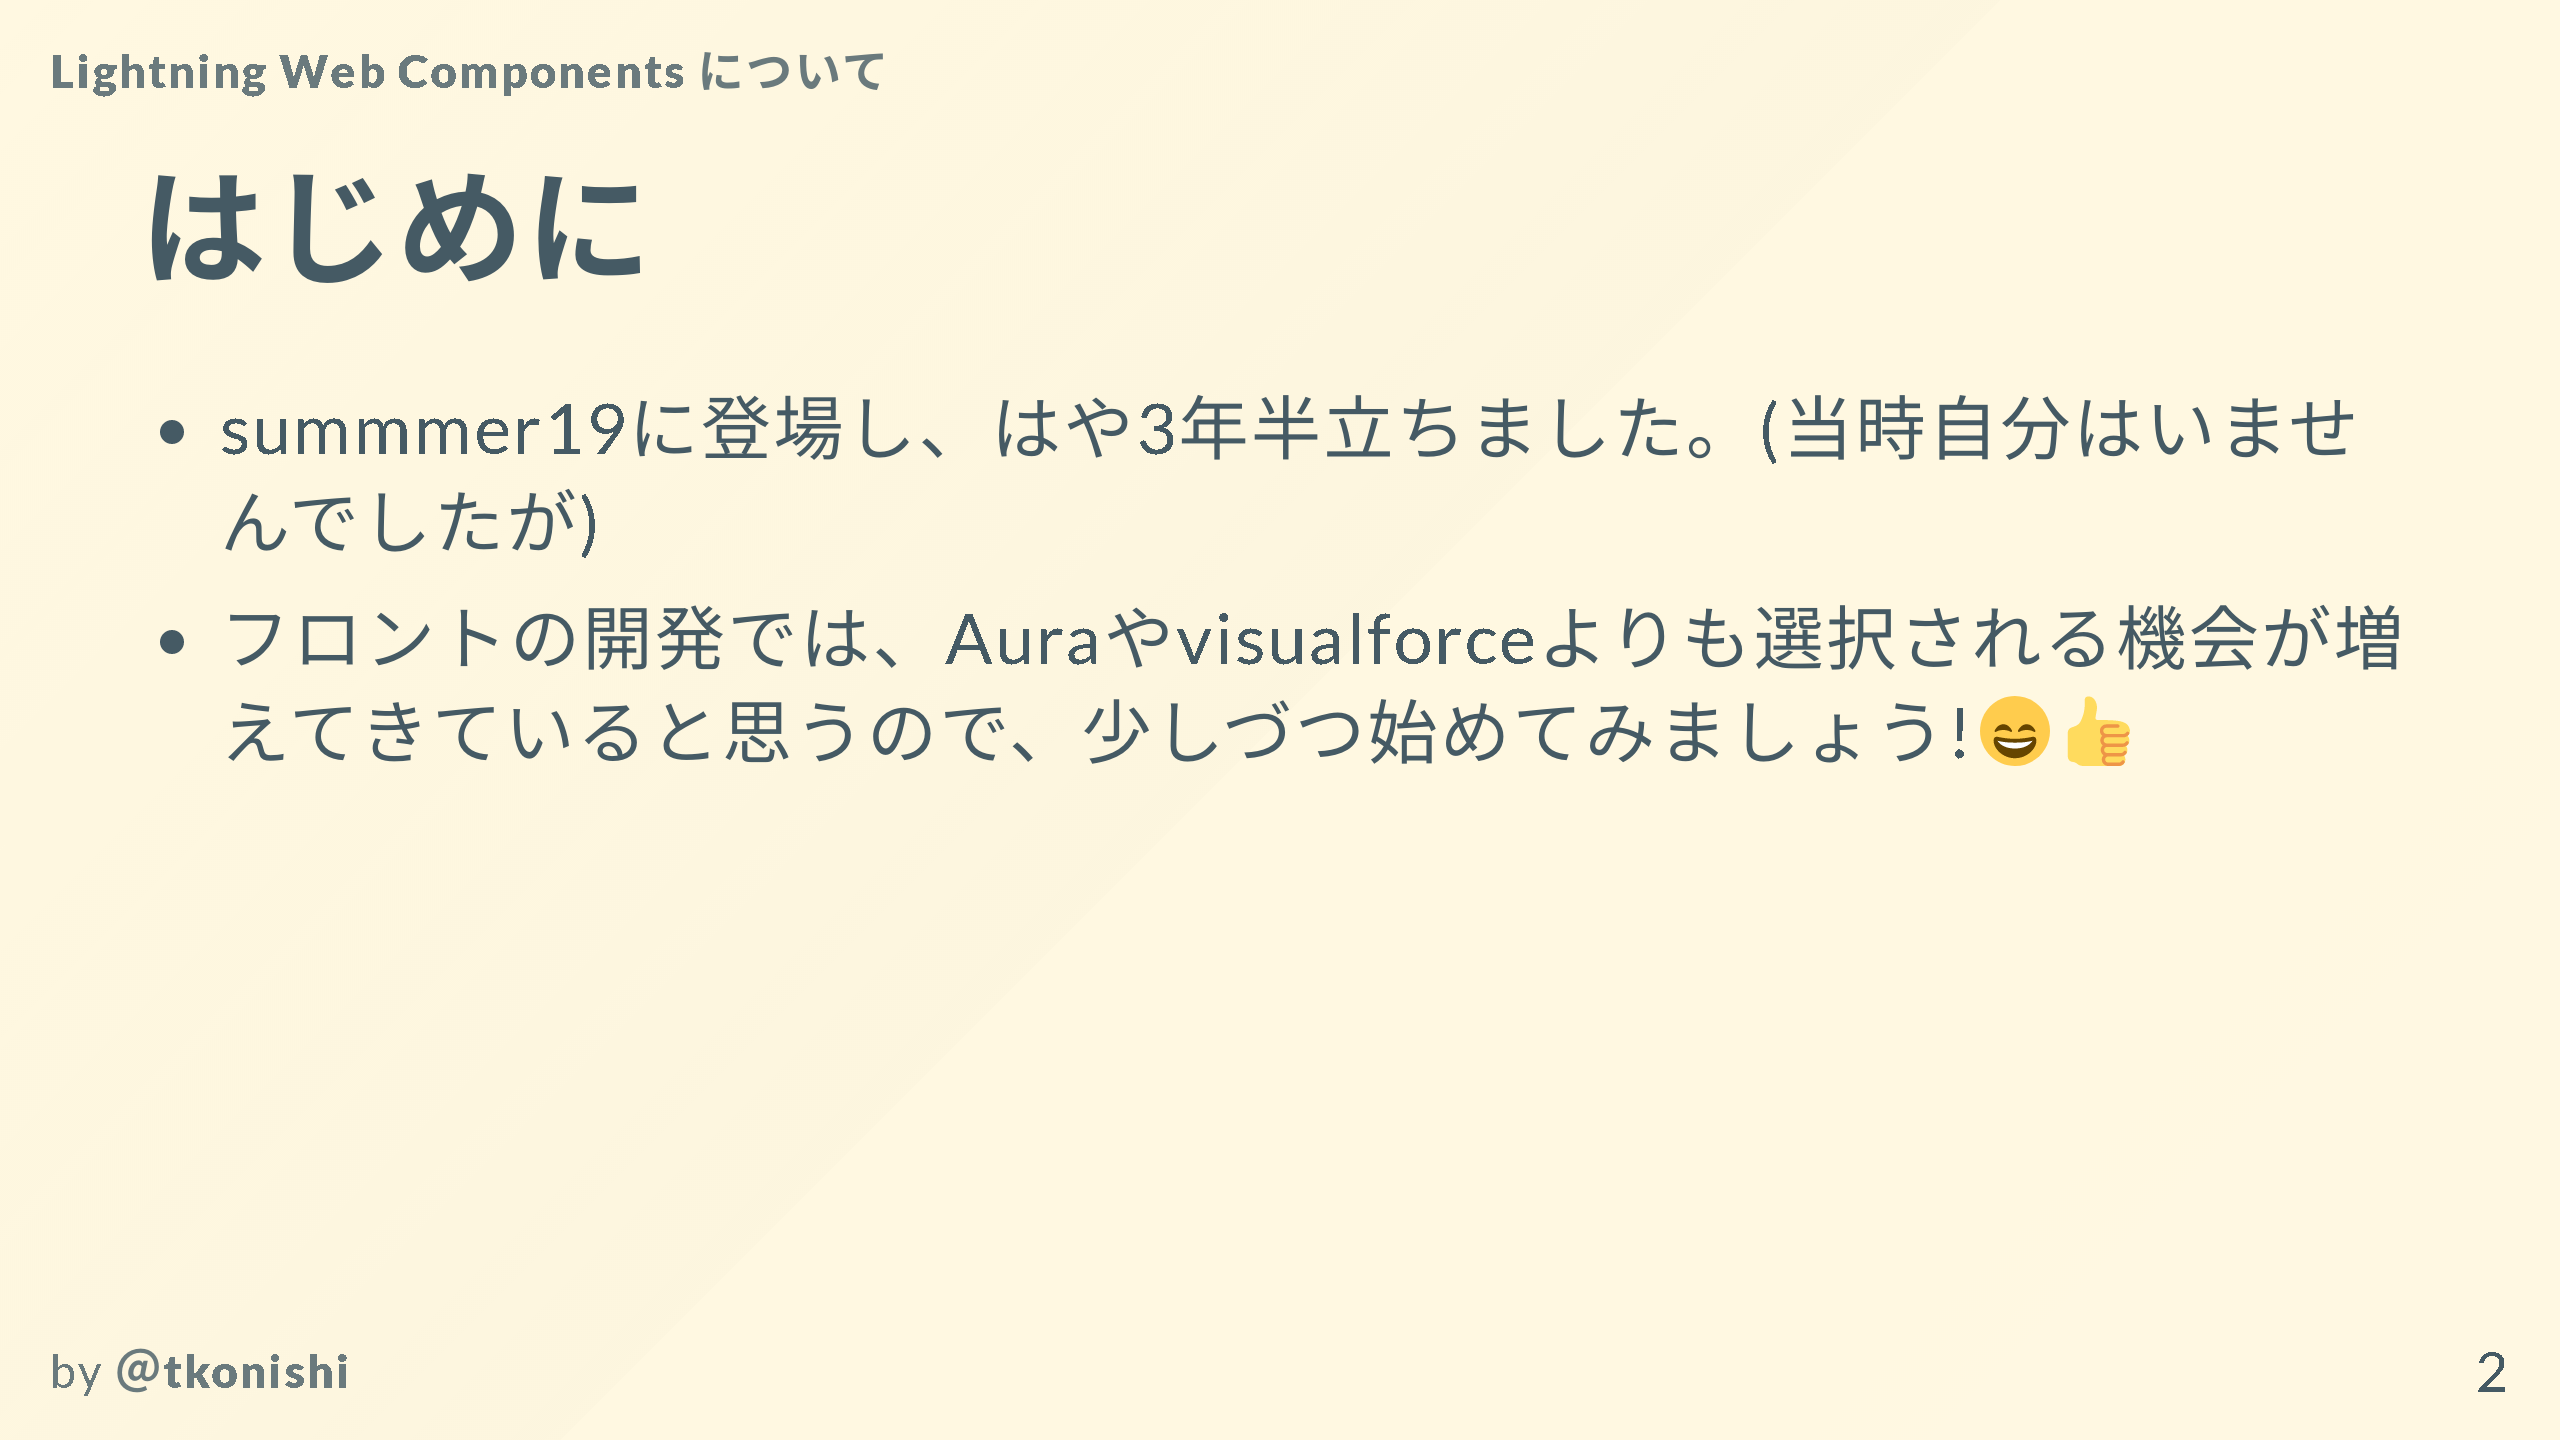 Lightning Web Components について
はじめに
• summmer19に登場し、はや3年半立ちました。(当時自分はいませ
んでしたが)
• フロントの開発では、Auraやvisualforceよりも選択される機会が増
えてきていると思うので、少しづつ始めてみましょう!😄👍
by @tkonishi
2